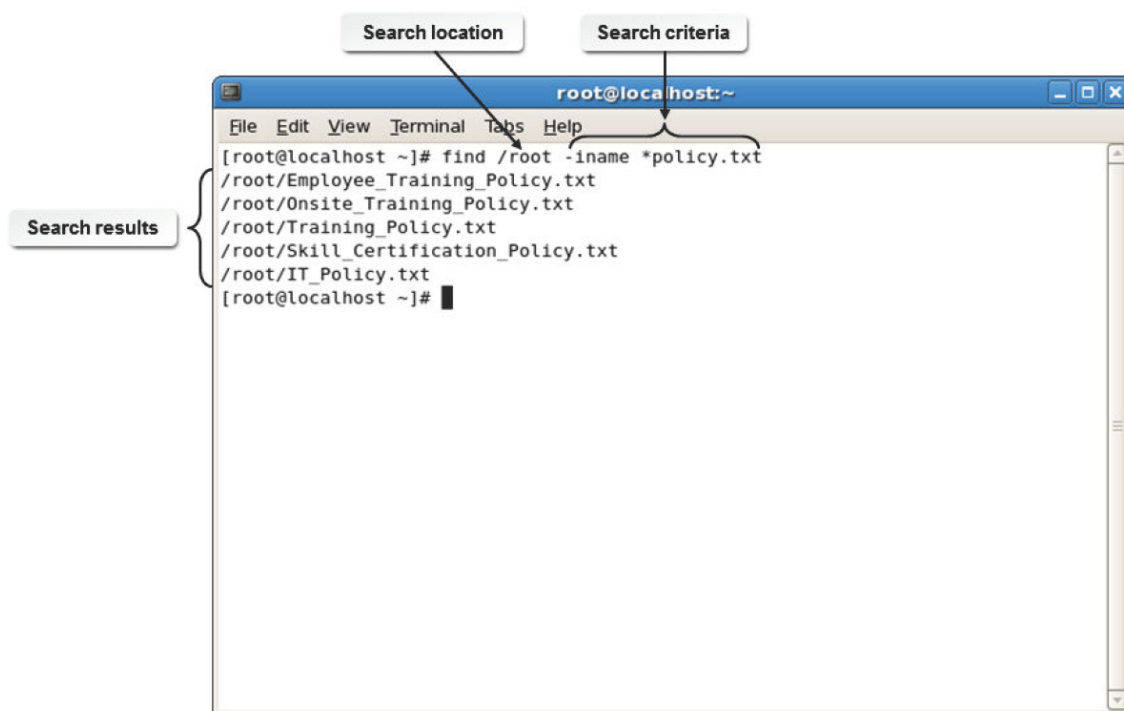 Search location
Search criteria
root@localhost:~
File Edit View Terminal Tabs Help
[root@localhost ~]# find /root -iname *policy.txt
/root/Employee_Training_Policy.txt
/root/Onsite_Training_Policy.txt
/root/Training_Policy.txt
/root/Skill_Certification_Policy.txt
/root/IT_Policy.txt
[root@localhost ~]#
Search results